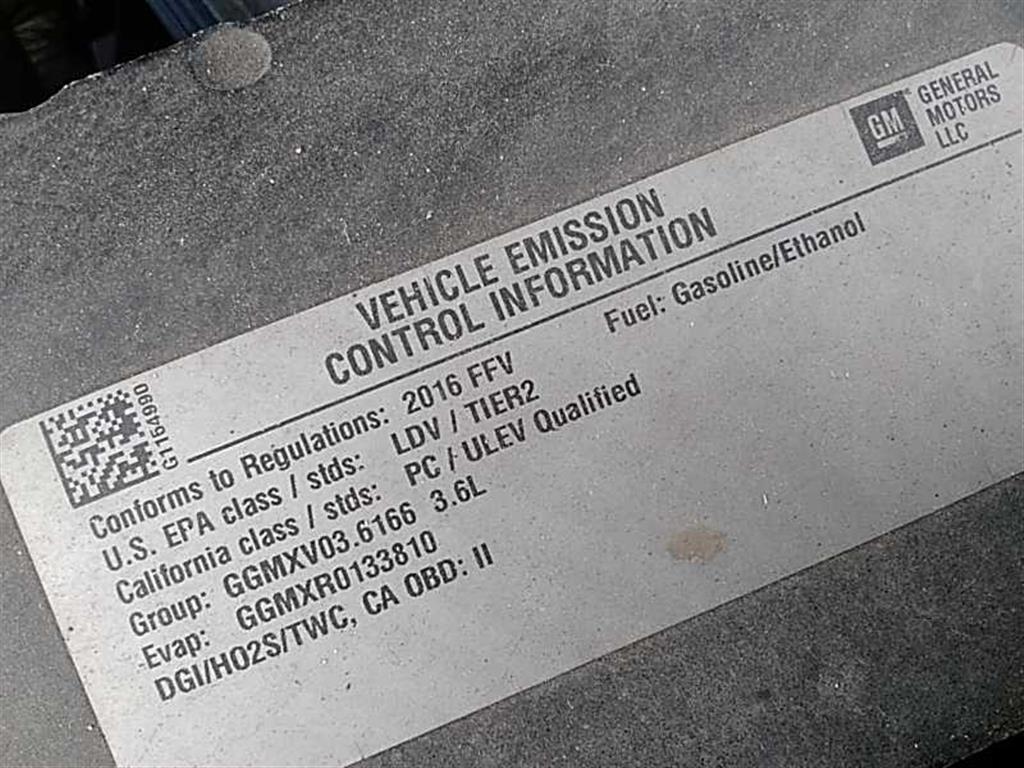 GM
GENERAL
MOTORS
LLC
VEHICLE EMISSION
CONTROL INFORMATION
Fuel: Gasoline/Ethanol
G1164990
Conforms to Regulations: 2016 FFV
U.S. EPA class / stds: LDV / TIER2
California class / stds: PC / ULEV Qualified
Group: GGMXV03.6166 3.6L
Evap: GGMXR0133810
DGI/HO2S/TWC, CA OBD: II